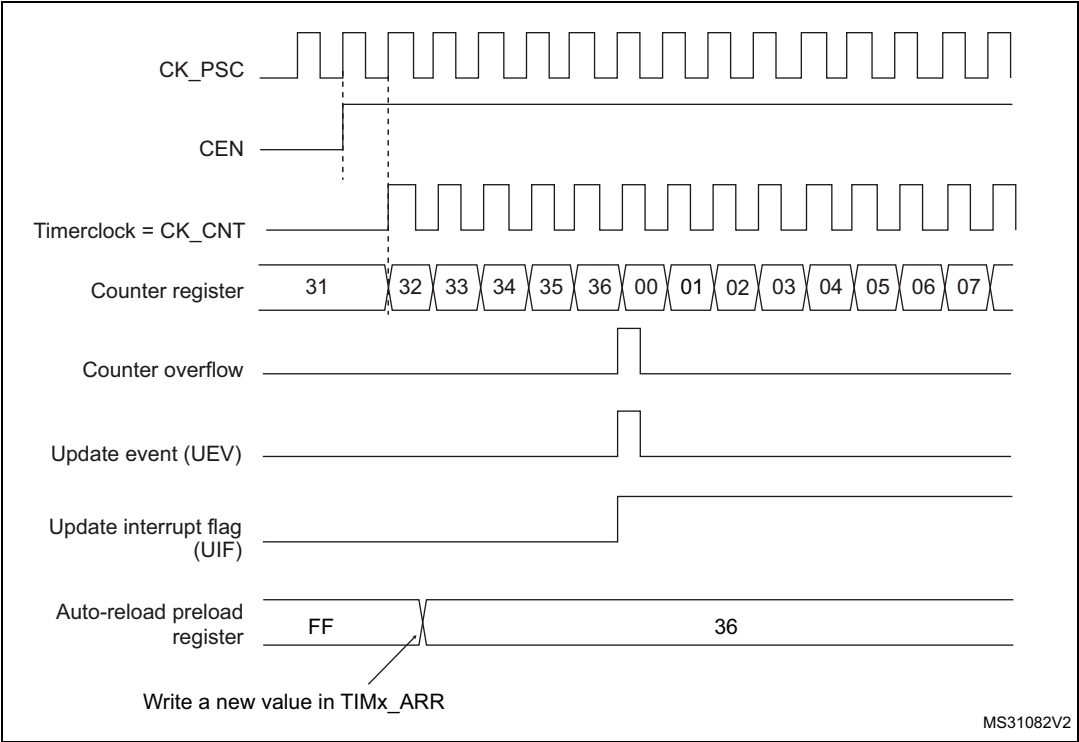 CK_PSC
CEN
Timerclock = CK_CNT
Counter register
31 32 33 34 35 36 00 01 02 03 04 05 06 07
Counter overflow
Update event (UEV)
Update interrupt flag
(UIF)
Auto-reload preload
register
FF 36
Write a new value in TIMx_ARR
MS31082V2